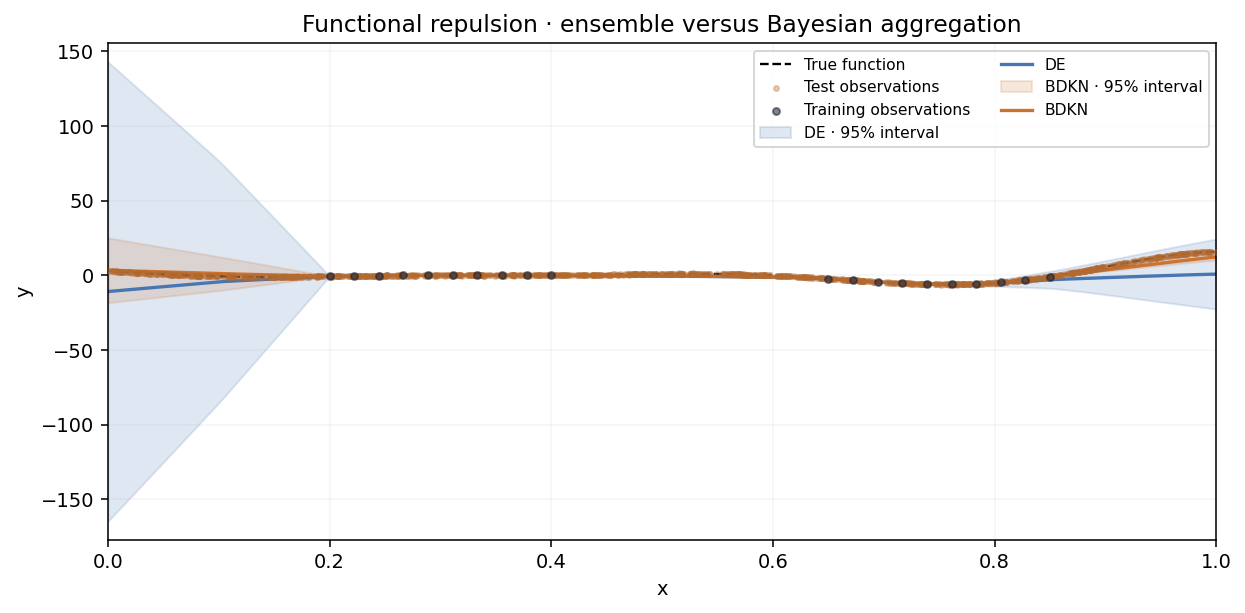 Functional repulsion · ensemble versus Bayesian aggregation
True function
Test observations
Training observations
DE · 95% interval
DE
BDKN · 95% interval
BDKN
150
100
50
0
−50
−100
−150
y
0.0
0.2
0.4
0.6
0.8
1.0
x